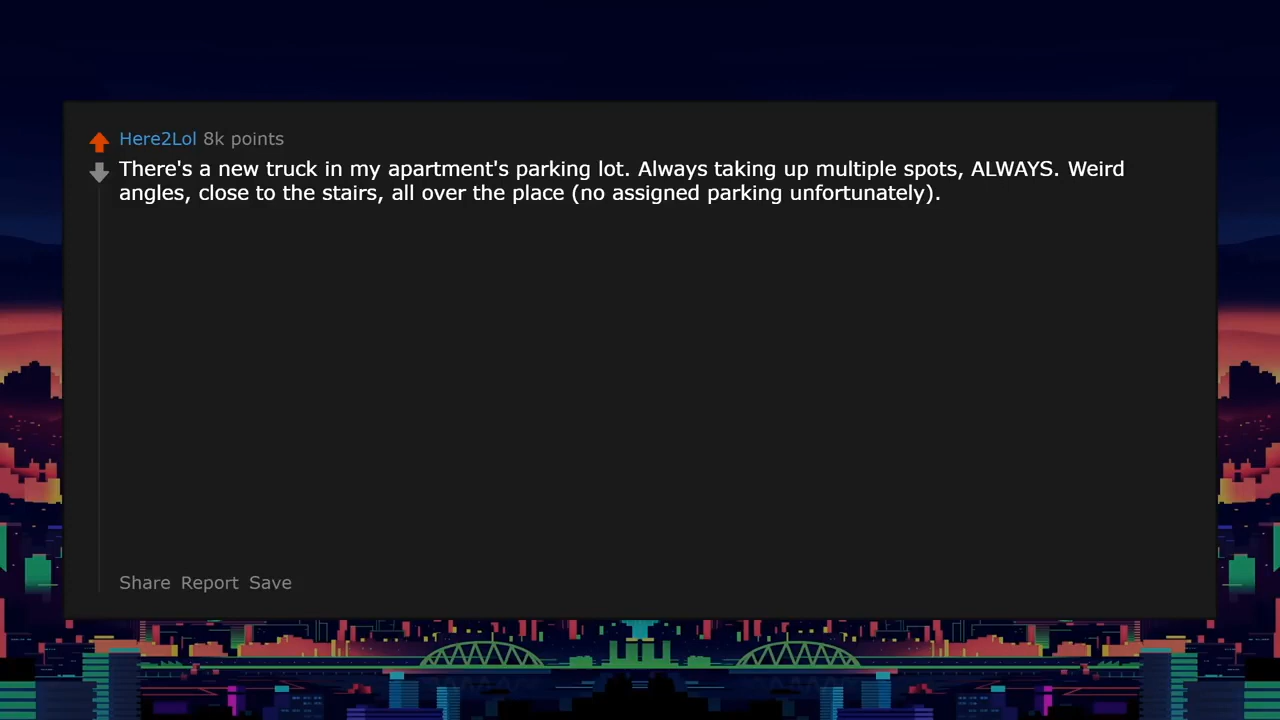 Here2Lol 8k points
There's a new truck in my apartment's parking lot. Always taking up multiple spots, ALWAYS. Weird
angles, close to the stairs, all over the place (no assigned parking unfortunately).
Share Report Save